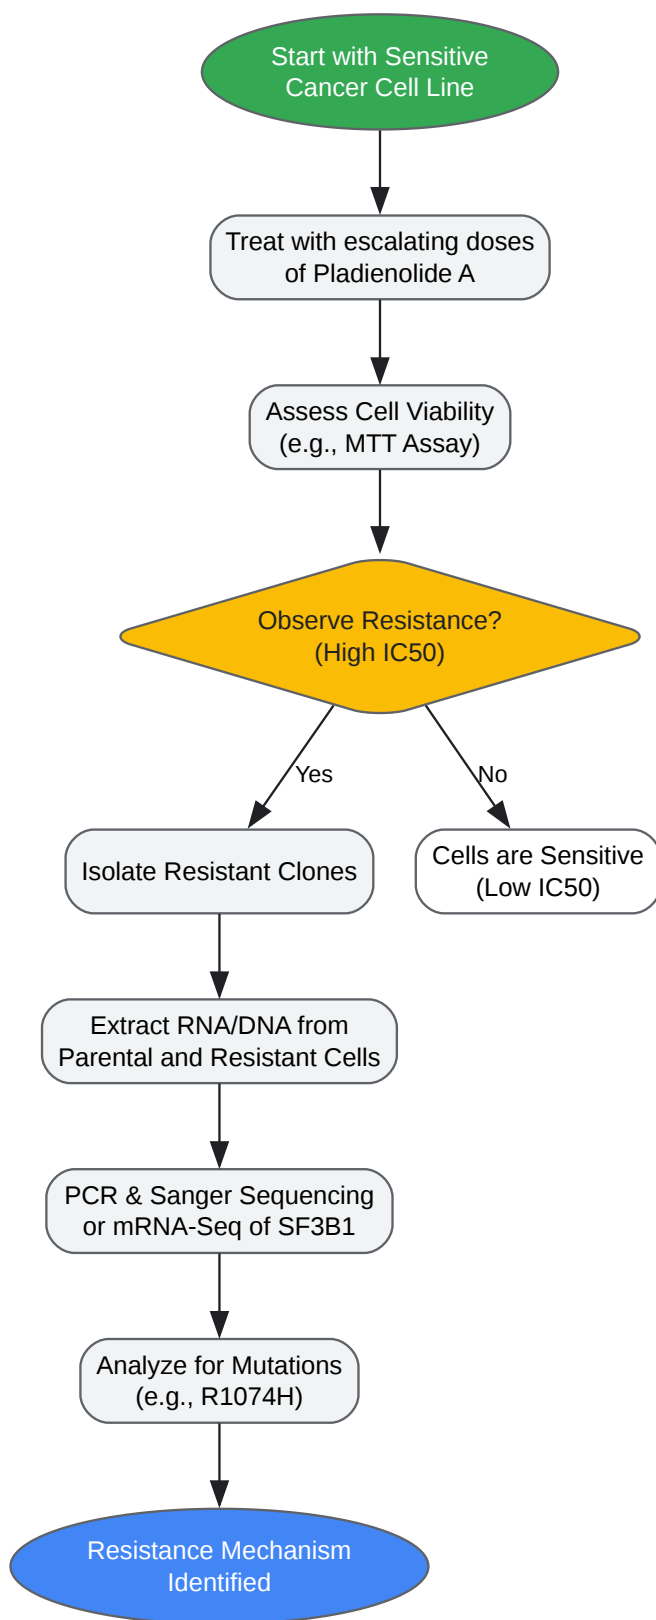 Start with Sensitive
Cancer Cell Line
Treat with escalating doses
of Pladienolide A
Assess Cell Viability
(e.g., MTT Assay)
Observe Resistance?
(High IC50)
Yes
No
Isolate Resistant Clones
Cells are Sensitive
(Low IC50)
Extract RNA/DNA from
Parental and Resistant Cells
PCR & Sanger Sequencing
or mRNA-Seq of SF3B1
Analyze for Mutations
(e.g., R1074H)
Resistance Mechanism
Identified